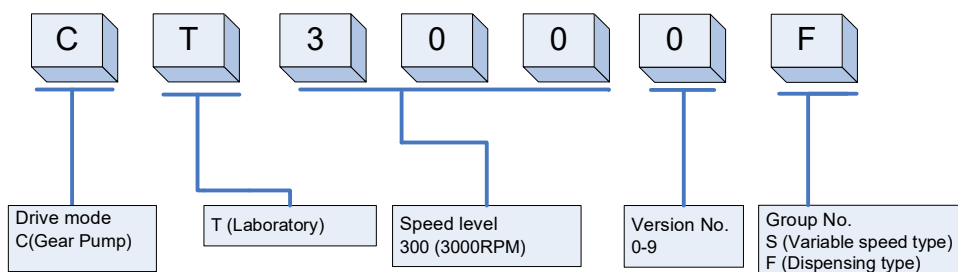 C T 3 0 0 0 F
Drive mode
C(Gear Pump)
T (Laboratory)
Speed level
300 (3000RPM)
Version No.
0-9
Group No.
S (Variable speed type)
F (Dispensing type)